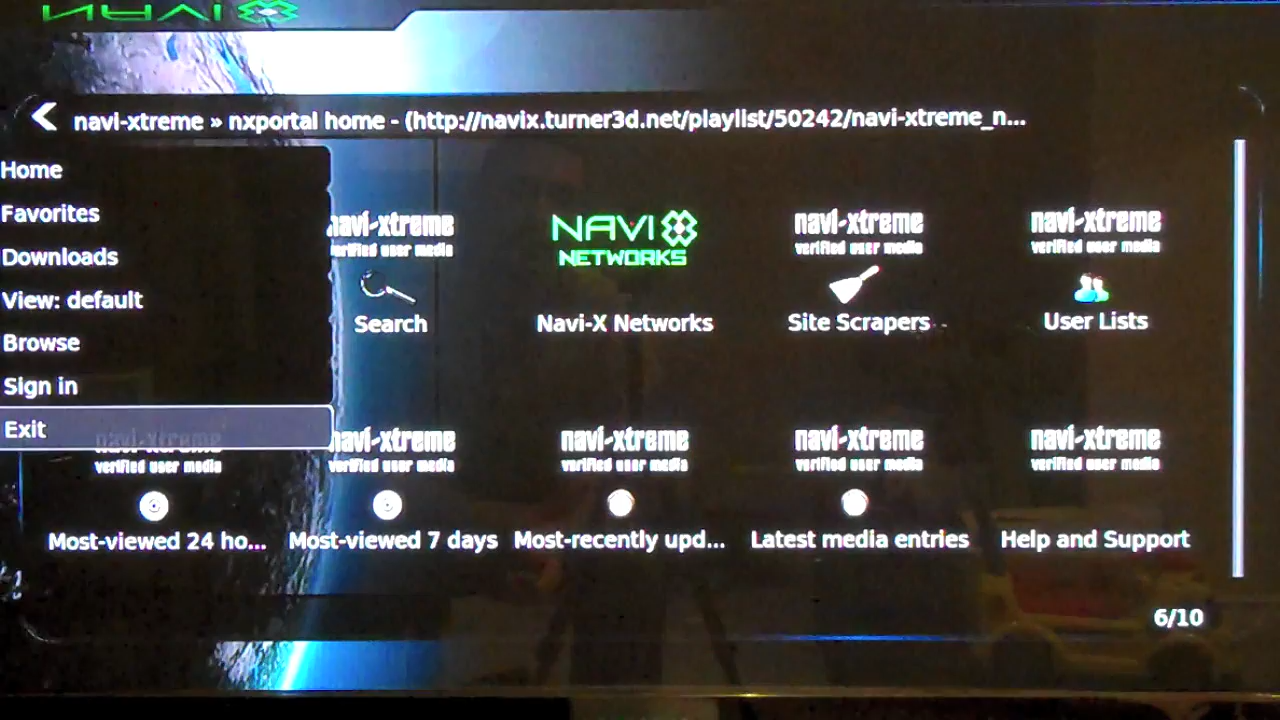 NAVI
navi-xtreme » nxportal home - (http://navix.turner3d.net/playlist/50242/navi-xtreme_n...
Home
Favorites
Downloads
View: default
Browse
Sign in
Exit
navi-xtreme
verified user media
Search
NAVI
NETWORKS
Navi-X Networks
navi-xtreme
verified user media
Site Scrapers
navi-xtreme
verified user media
User Lists
navi-xtreme
verified user media
Most-viewed 24 ho...
navi-xtreme
verified user media
Most-viewed 7 days
navi-xtreme
verified user media
Most-recently upd...
navi-xtreme
verified user media
Latest media entries
navi-xtreme
verified user media
Help and Support
6/10